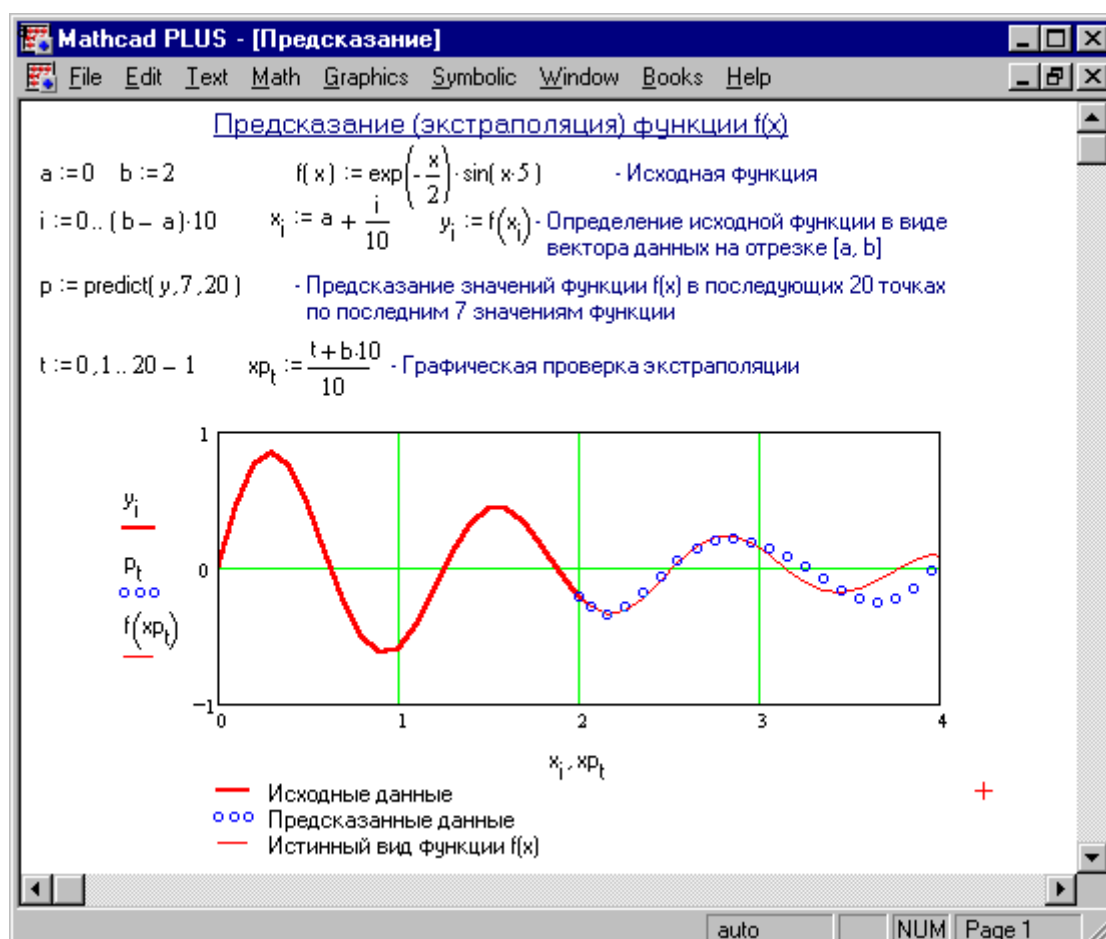 Mathcad PLUS - [Предсказание]
File Edit Text Math Graphics Symbolic Window Books Help
Предсказание (экстраполяция) функции f(x)
a := 0 b := 2 f( x ) := exp(-x/2)·sin( x·5 ) - Исходная функция
i := 0 .. ( b - a )·10 x_i := a + i/10 y_i := f(x_i) - Определение исходной функции в виде
вектора данных на отрезке [a, b]
p := predict( y, 7 , 20 ) - Предсказание значений функции f(x) в последующих 20 точках
по последним 7 значениям функции
t := 0 , 1 .. 20 - 1 xp_t := (t + b·10)/10 - Графическая проверка экстраполяции
1
y_i
p_t
0
f(xp_t)
-1
0 1 2 3 4
x_i , xp_t
Исходные данные
Предсказанные данные
Истинный вид функции f(x)
auto NUM Page 1